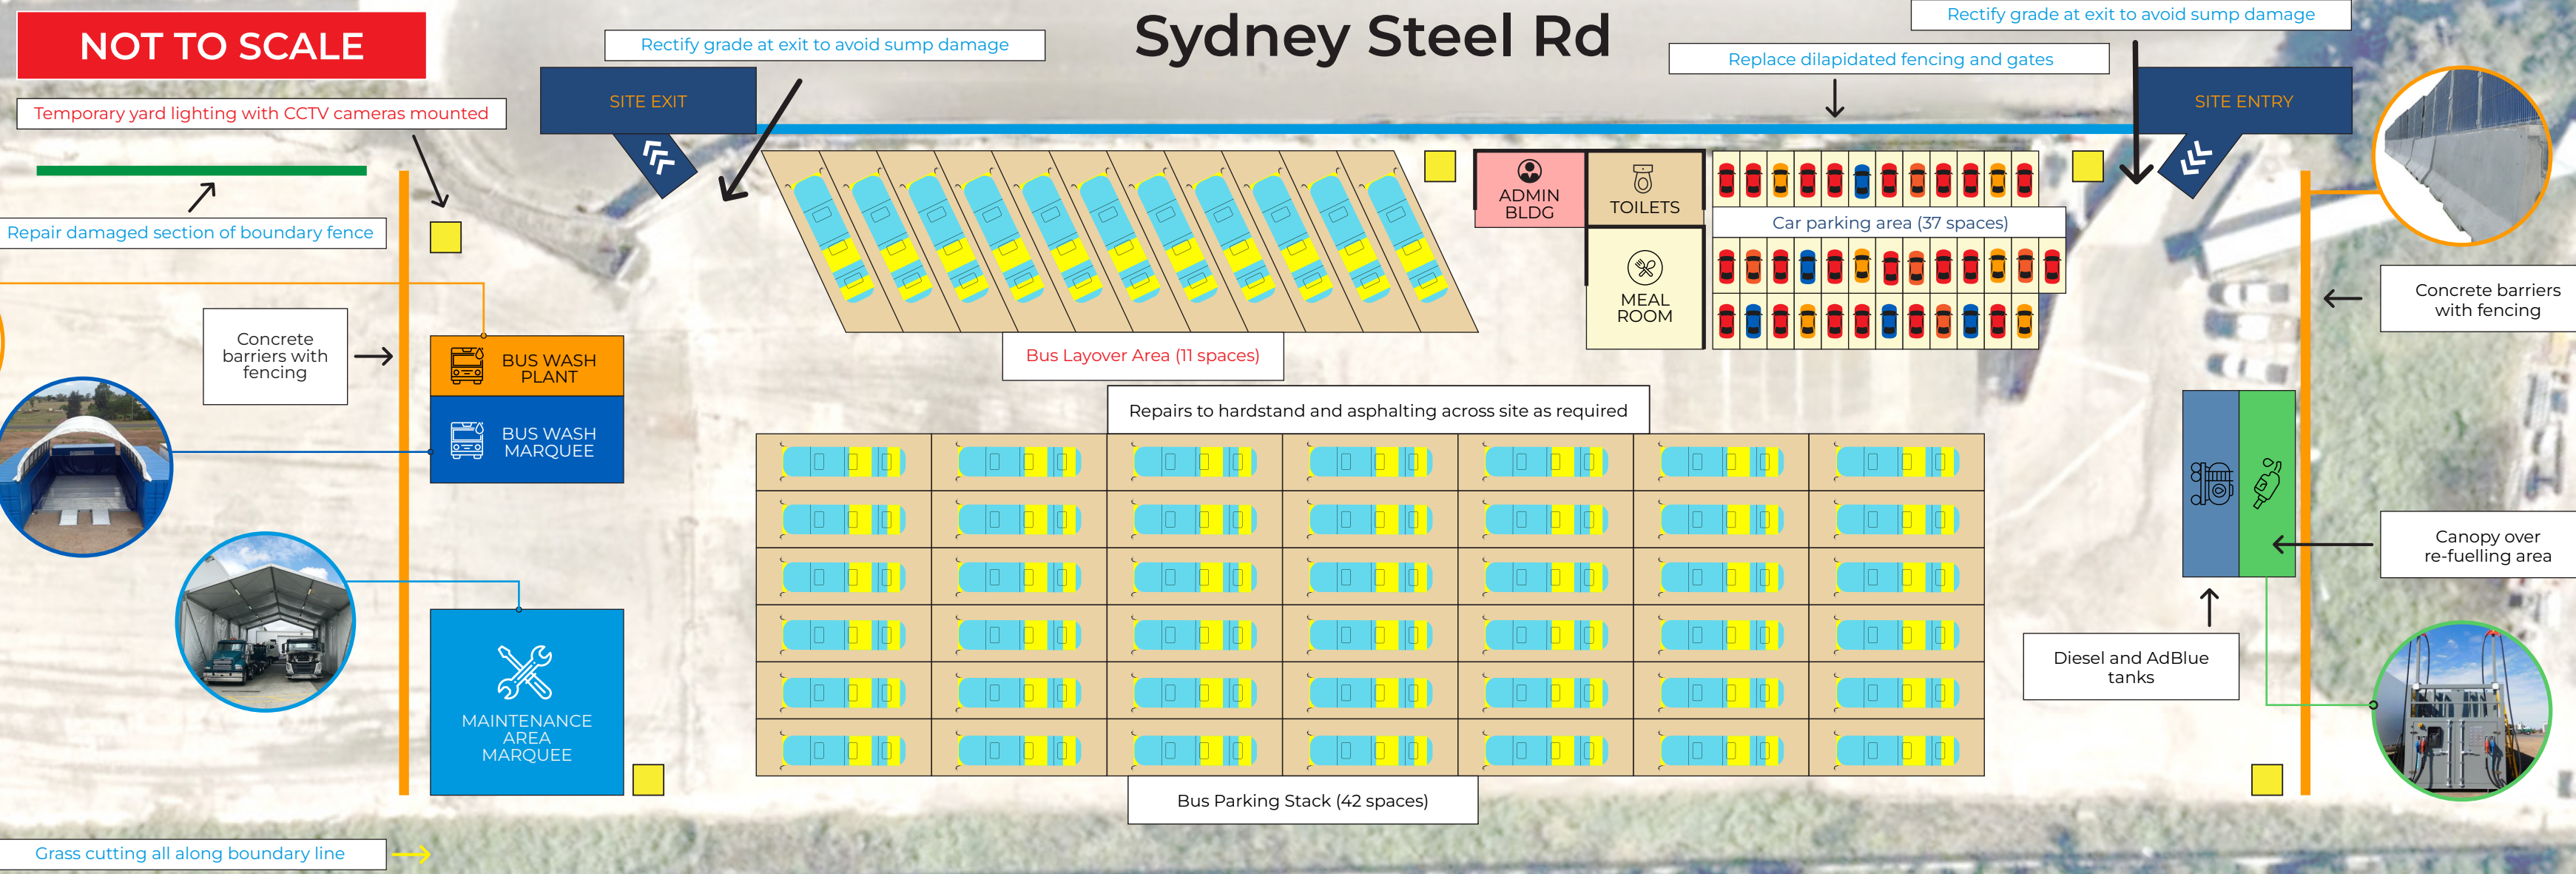 NOT TO SCALE
Sydney Steel Rd
Rectify grade at exit to avoid sump damage
Rectify grade at exit to avoid sump damage
Replace dilapidated fencing and gates
Temporary yard lighting with CCTV cameras mounted
SITE EXIT
SITE ENTRY
Repair damaged section of boundary fence
ADMIN
BLDG
TOILETS
MEAL
ROOM
Car parking area (37 spaces)
Concrete
barriers with
fencing
Concrete barriers
with fencing
BUS WASH
PLANT
BUS WASH
MARQUEE
Bus Layover Area (11 spaces)
Repairs to hardstand and asphalting across site as required
Canopy over
re-fuelling area
Diesel and AdBlue
tanks
MAINTENANCE
AREA
MARQUEE
Bus Parking Stack (42 spaces)
Grass cutting all along boundary line